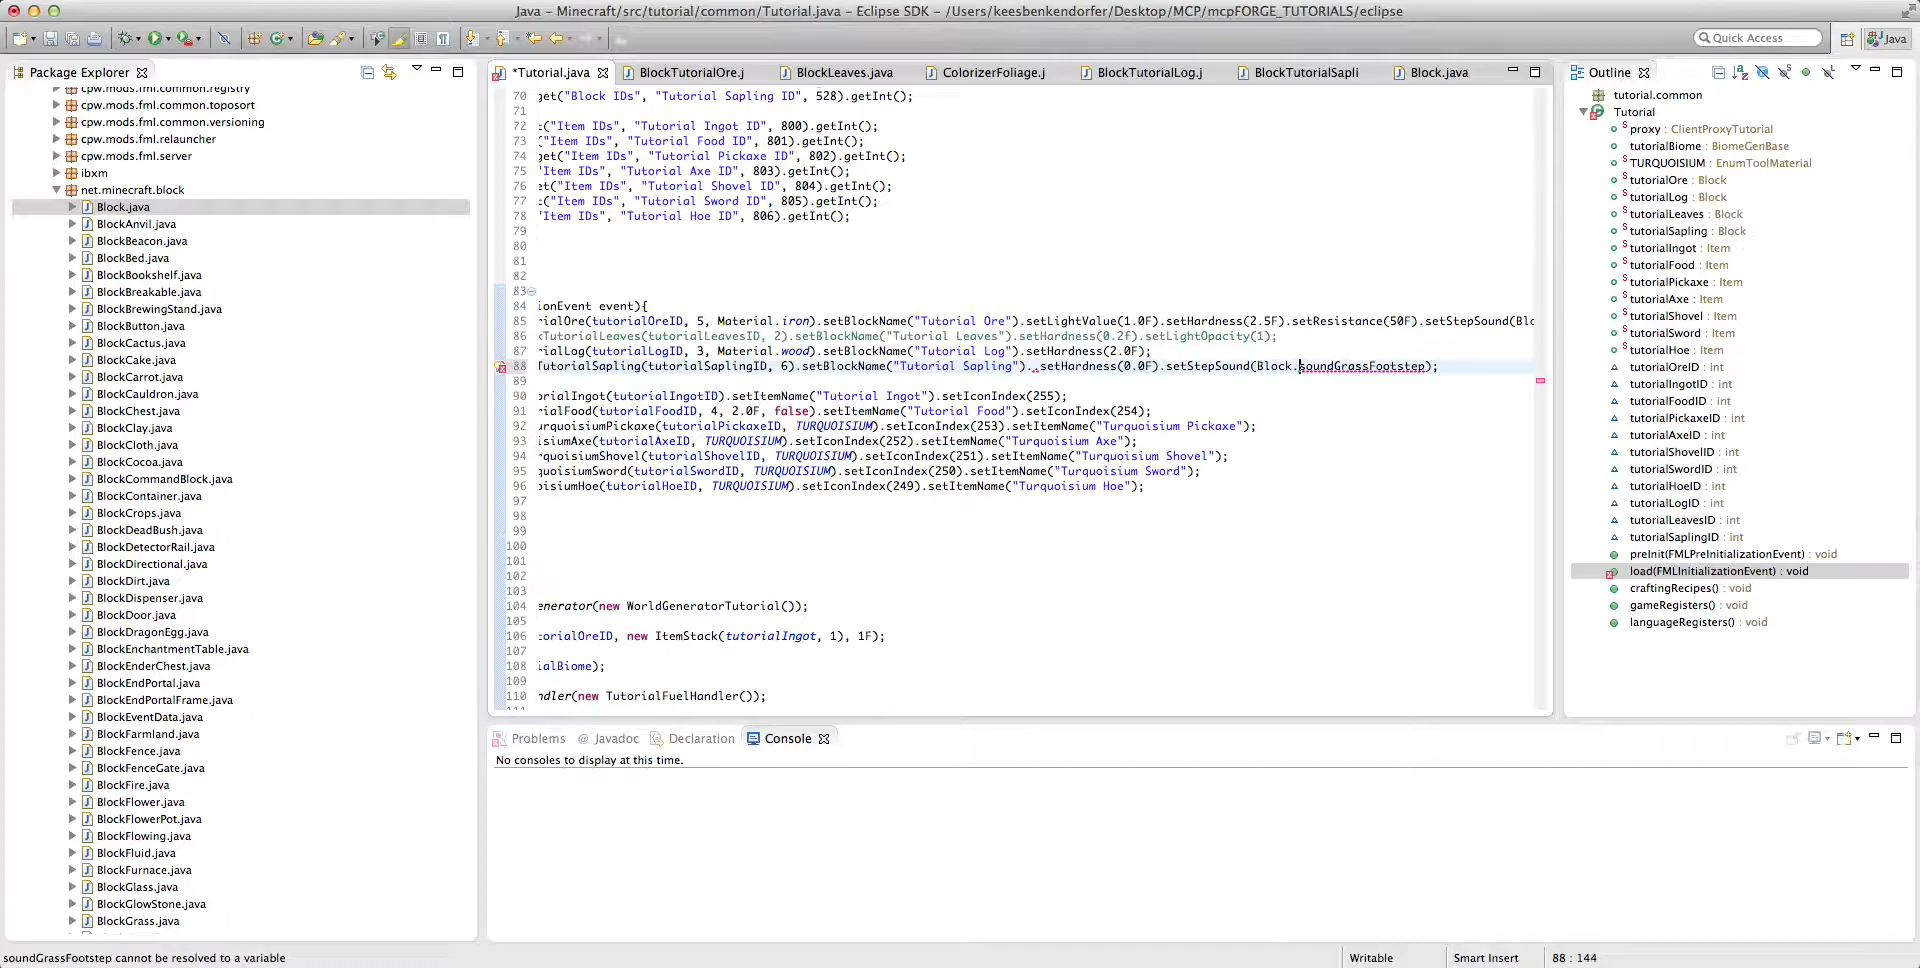 Java - Minecraft/src/tutorial/common/Tutorial.java - Eclipse SDK - /Users/keesbenkendorfer/Desktop/MCP/mcpFORGE_TUTORIALS/eclipse
Quick Access
Java
Package Explorer
cpw.mods.fml.common.registry
cpw.mods.fml.common.toposort
cpw.mods.fml.common.versioning
cpw.mods.fml.relauncher
cpw.mods.fml.server
ibxm
net.minecraft.block
Block.java
BlockAnvil.java
BlockBeacon.java
BlockBed.java
BlockBookshelf.java
BlockBreakable.java
BlockBrewingStand.java
BlockButton.java
BlockCactus.java
BlockCake.java
BlockCarrot.java
BlockCauldron.java
BlockChest.java
BlockClay.java
BlockCloth.java
BlockCocoa.java
BlockCommandBlock.java
BlockContainer.java
BlockCrops.java
BlockDeadBush.java
BlockDetectorRail.java
BlockDirectional.java
BlockDirt.java
BlockDispenser.java
BlockDoor.java
BlockDragonEgg.java
BlockEnchantmentTable.java
BlockEnderChest.java
BlockEndPortal.java
BlockEndPortalFrame.java
BlockEventData.java
BlockFarmland.java
BlockFence.java
BlockFenceGate.java
BlockFire.java
BlockFlower.java
BlockFlowerPot.java
BlockFlowing.java
BlockFluid.java
BlockFurnace.java
BlockGlass.java
BlockGlowStone.java
BlockGrass.java
*Tutorial.java BlockTutorialOre.j BlockLeaves.java ColorizerFoliage.j BlockTutorialLog.j BlockTutorialSapli Block.java
70 get("Block IDs", "Tutorial Sapling ID", 528).getInt();
71
72 t("Item IDs", "Tutorial Ingot ID", 800).getInt();
73 ("Item IDs", "Tutorial Food ID", 801).getInt();
74 get("Item IDs", "Tutorial Pickaxe ID", 802).getInt();
75 "Item IDs", "Tutorial Axe ID", 803).getInt();
76 et("Item IDs", "Tutorial Shovel ID", 804).getInt();
77 t("Item IDs", "Tutorial Sword ID", 805).getInt();
78 "Item IDs", "Tutorial Hoe ID", 806).getInt();
79
80
81
82
83
84 ionEvent event){
85 rialOre(tutorialOreID, 5, Material.iron).setBlockName("Tutorial Ore").setLightValue(1.0F).setHardness(2.5F).setResistance(50F).setStepSound(Blo
86 kTutorialLeaves(tutorialLeavesID, 2).setBlockName("Tutorial Leaves").setHardness(0.2f).setLightOpacity(1);
87 rialLog(tutorialLogID, 3, Material.wood).setBlockName("Tutorial Log").setHardness(2.0F);
88 TutorialSapling(tutorialSaplingID, 6).setBlockName("Tutorial Sapling")..setHardness(0.0F).setStepSound(Block.soundGrassFootstep);
89
90 orialIngot(tutorialIngotID).setItemName("Tutorial Ingot").setIconIndex(255);
91 rialFood(tutorialFoodID, 4, 2.0F, false).setItemName("Tutorial Food").setIconIndex(254);
92 urquoisiumPickaxe(tutorialPickaxeID, TURQUOISIUM).setIconIndex(253).setItemName("Turquoisium Pickaxe");
93 isiumAxe(tutorialAxeID, TURQUOISIUM).setIconIndex(252).setItemName("Turquoisium Axe");
94 rquoisiumShovel(tutorialShovelID, TURQUOISIUM).setIconIndex(251).setItemName("Turquoisium Shovel");
95 quoisiumSword(tutorialSwordID, TURQUOISIUM).setIconIndex(250).setItemName("Turquoisium Sword");
96 oisiumHoe(tutorialHoeID, TURQUOISIUM).setIconIndex(249).setItemName("Turquoisium Hoe");
97
98
99
100
101
102
103
104 enerator(new WorldGeneratorTutorial());
105
106 torialOreID, new ItemStack(tutorialIngot, 1), 1F);
107
108 ialBiome);
109
110 ndler(new TutorialFuelHandler());
Outline
tutorial.common
Tutorial
proxy : ClientProxyTutorial
tutorialBiome : BiomeGenBase
TURQUOISIUM : EnumToolMaterial
tutorialOre : Block
tutorialLog : Block
tutorialLeaves : Block
tutorialSapling : Block
tutorialIngot : Item
tutorialFood : Item
tutorialPickaxe : Item
tutorialAxe : Item
tutorialShovel : Item
tutorialSword : Item
tutorialHoe : Item
tutorialOreID : int
tutorialIngotID : int
tutorialFoodID : int
tutorialPickaxeID : int
tutorialAxeID : int
tutorialShovelID : int
tutorialSwordID : int
tutorialHoeID : int
tutorialLogID : int
tutorialLeavesID : int
tutorialSaplingID : int
preInit(FMLPreInitializationEvent) : void
load(FMLInitializationEvent) : void
craftingRecipes() : void
gameRegisters() : void
languageRegisters() : void
Problems @ Javadoc Declaration Console
No consoles to display at this time.
soundGrassFootstep cannot be resolved to a variable
Writable Smart Insert 88 : 144